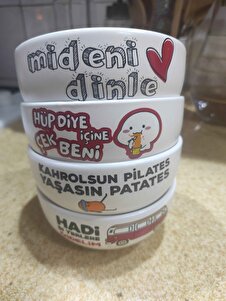 mideni
dinle
HÜP DİYE
İÇİNE
ÇEK
BENİ
KAHROLSUN PİLATES
YAŞASIN, PATATES
HADİ